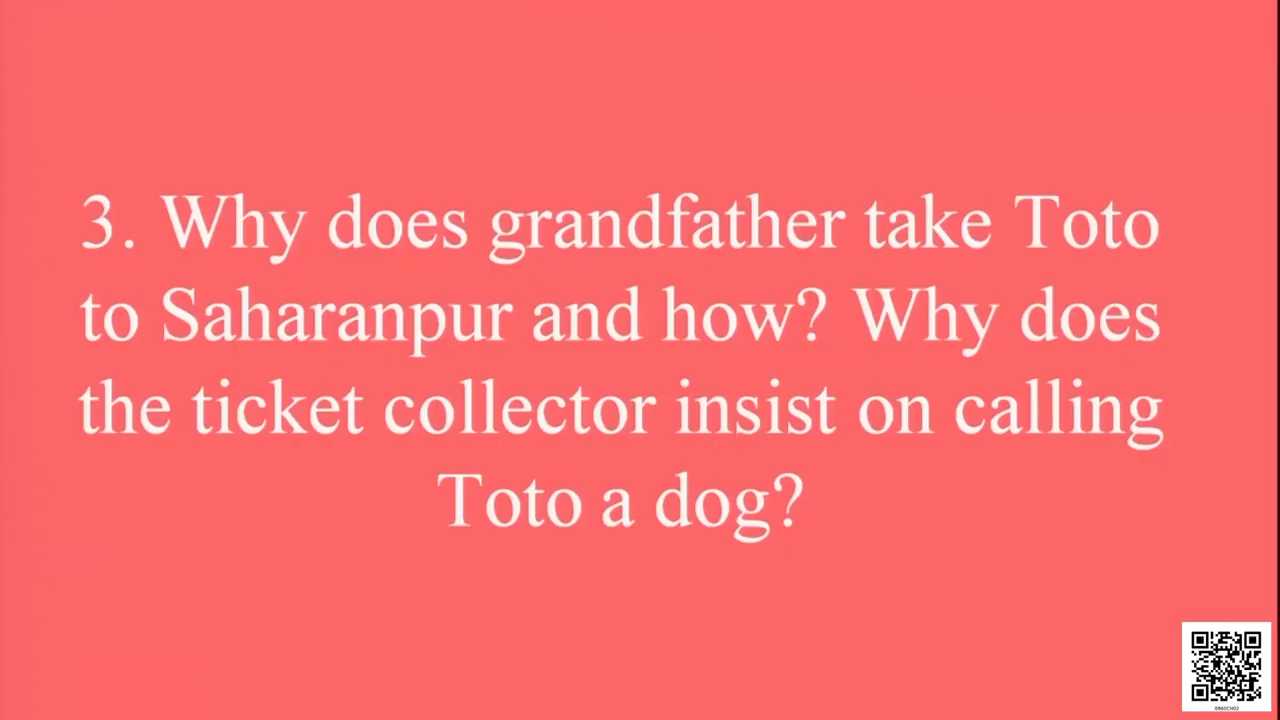 3. Why does grandfather take Toto
to Saharanpur and how? Why does
the ticket collector insist on calling
Toto a dog?
0960CH02